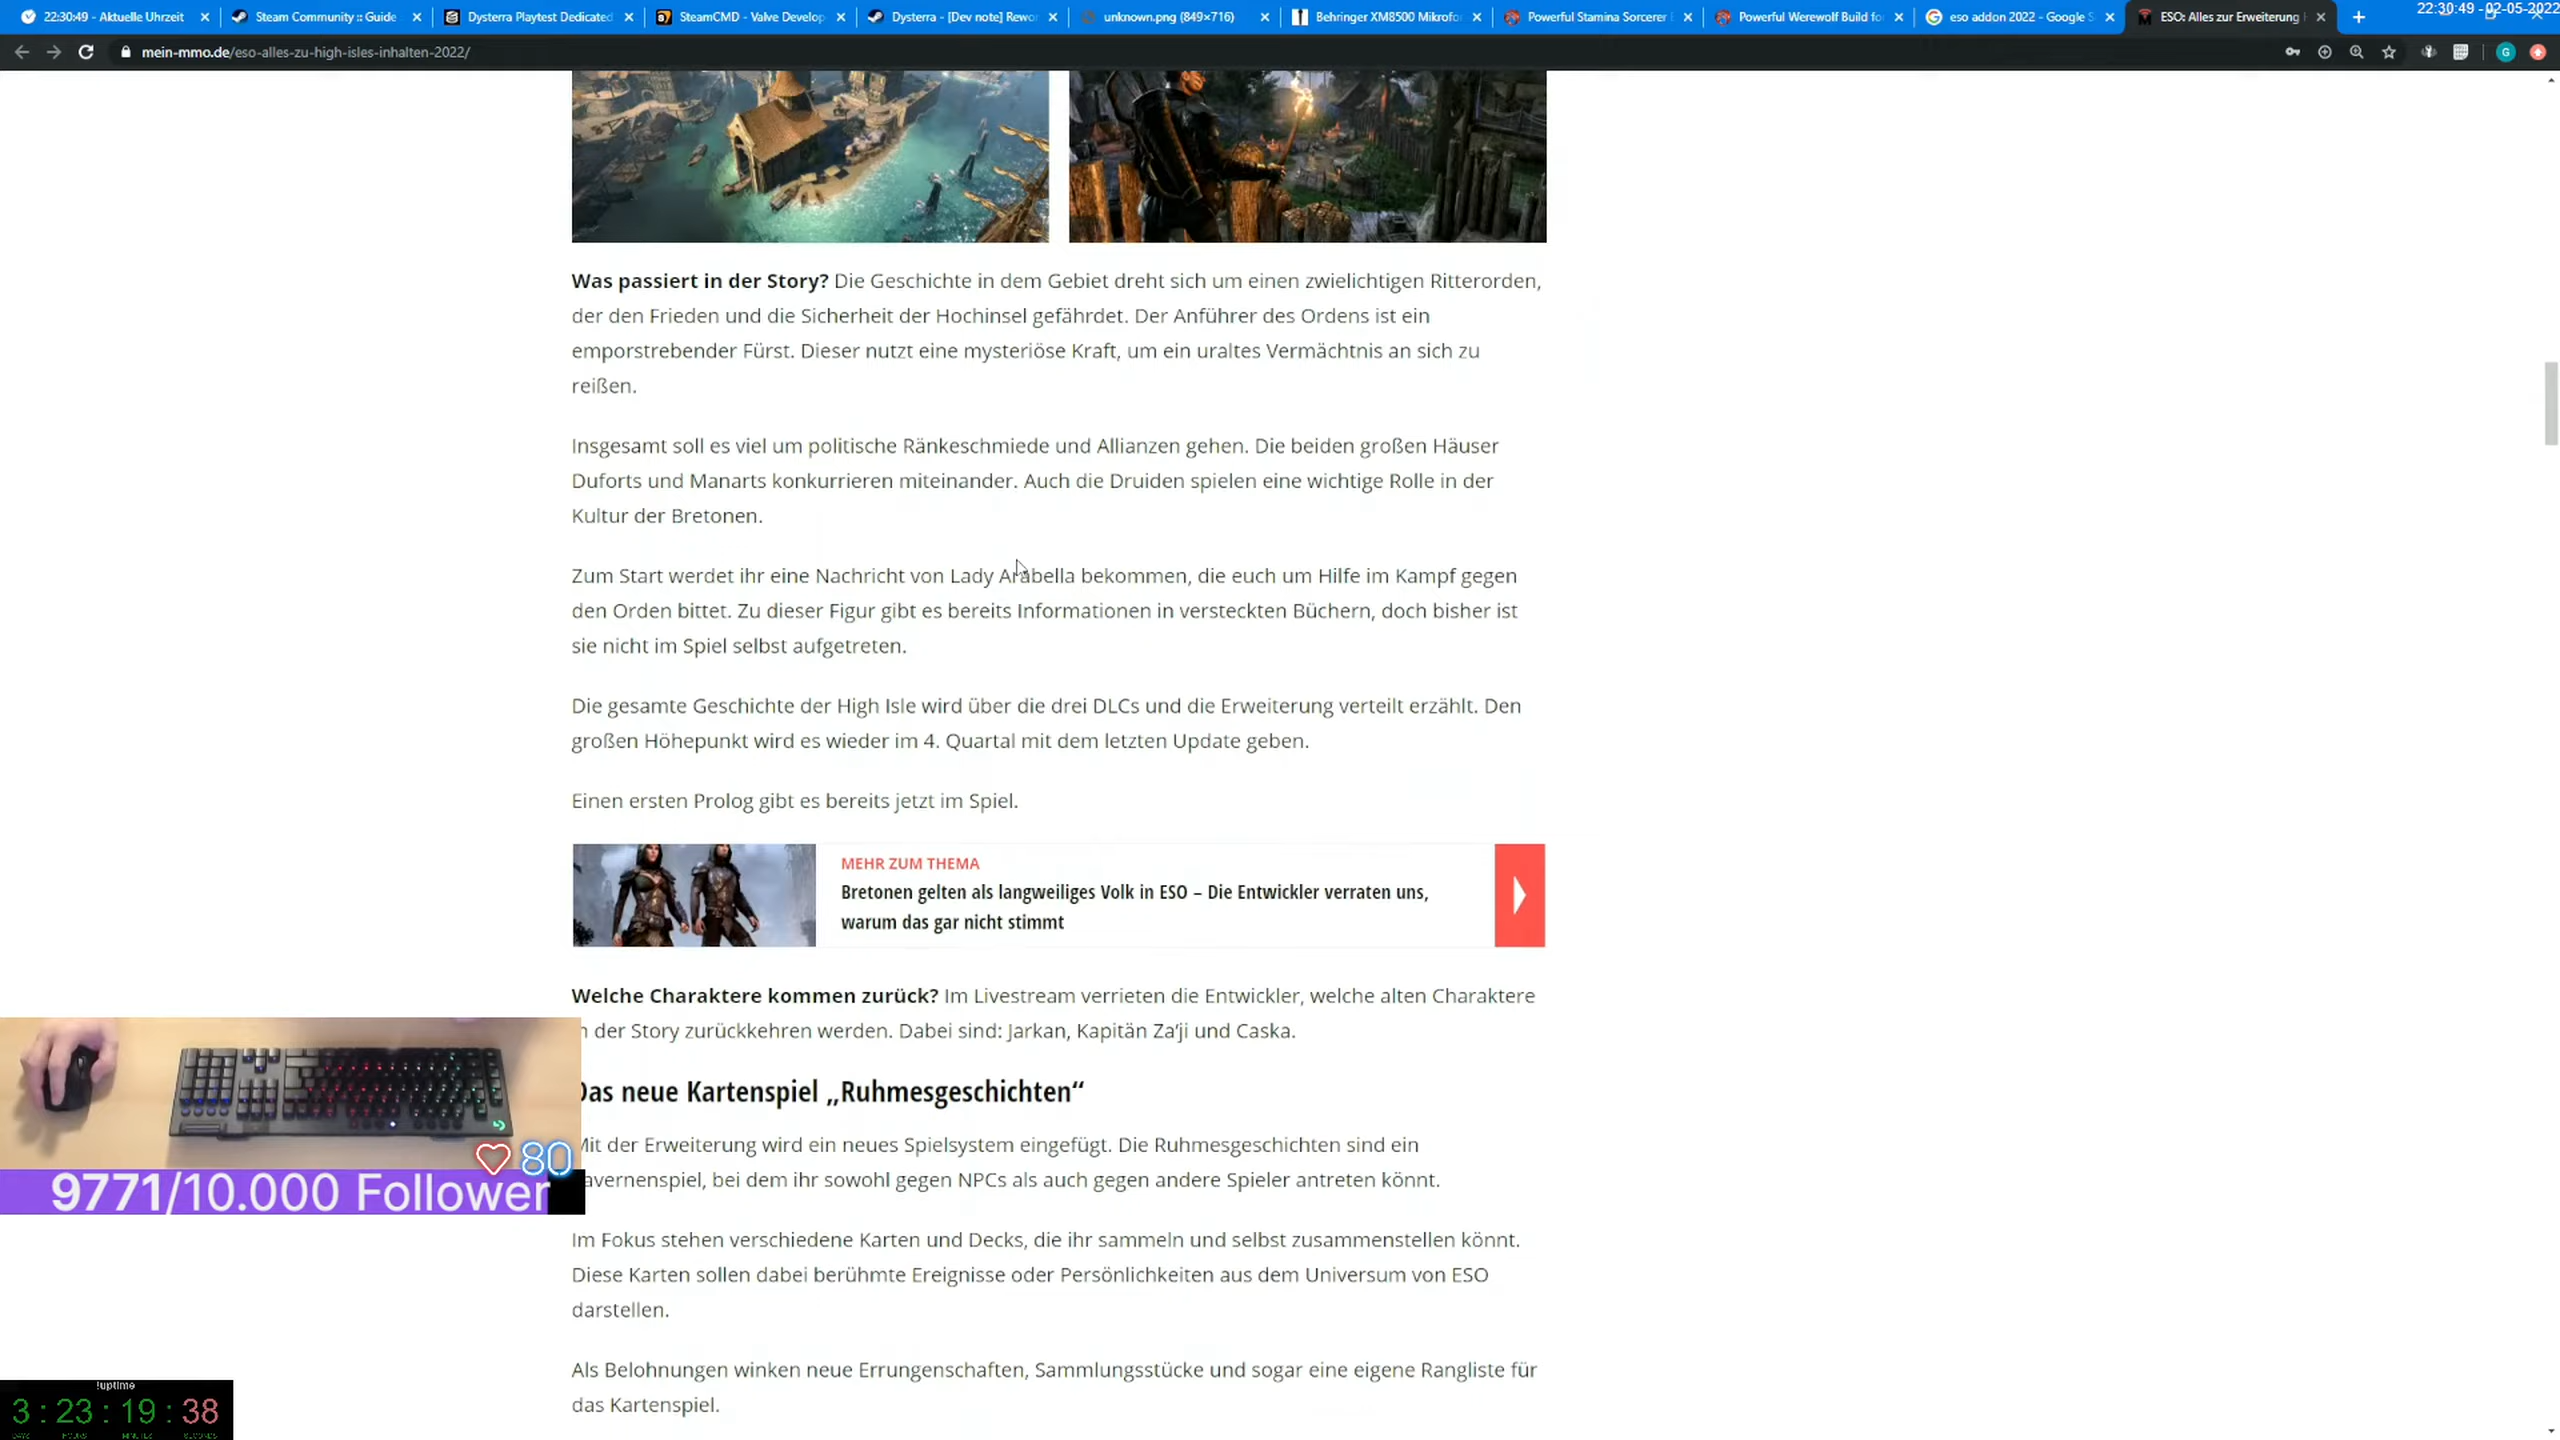 22:30:49 - Aktuelle Uhrzeit
Steam Community :: Guide
Dysterra Playtest Dedicated
SteamCMD - Valve Develop
Dysterra - [Dev note] Rewor
unknown.png (849×716)
Behringer XM8500 Mikrofo
Powerful Stamina Sorcerer
Powerful Werewolf Build fo
eso addon 2022 - Google S
ESO: Alles zur Erweiterung
22:30:49 - 02-05-2022
mein-mmo.de/eso-alles-zu-high-isles-inhalten-2022/
G
Was passiert in der Story? Die Geschichte in dem Gebiet dreht sich um einen zwielichtigen Ritterorden,
der den Frieden und die Sicherheit der Hochinsel gefährdet. Der Anführer des Ordens ist ein
emporstrebender Fürst. Dieser nutzt eine mysteriöse Kraft, um ein uraltes Vermächtnis an sich zu
reißen.
Insgesamt soll es viel um politische Ränkeschmiede und Allianzen gehen. Die beiden großen Häuser
Duforts und Manarts konkurrieren miteinander. Auch die Druiden spielen eine wichtige Rolle in der
Kultur der Bretonen.
Zum Start werdet ihr eine Nachricht von Lady Arabella bekommen, die euch um Hilfe im Kampf gegen
den Orden bittet. Zu dieser Figur gibt es bereits Informationen in versteckten Büchern, doch bisher ist
sie nicht im Spiel selbst aufgetreten.
Die gesamte Geschichte der High Isle wird über die drei DLCs und die Erweiterung verteilt erzählt. Den
großen Höhepunkt wird es wieder im 4. Quartal mit dem letzten Update geben.
Einen ersten Prolog gibt es bereits jetzt im Spiel.
MEHR ZUM THEMA
Bretonen gelten als langweiliges Volk in ESO – Die Entwickler verraten uns,
warum das gar nicht stimmt
Welche Charaktere kommen zurück? Im Livestream verrieten die Entwickler, welche alten Charaktere
n der Story zurückkehren werden. Dabei sind: Jarkan, Kapitän Za’ji und Caska.
Das neue Kartenspiel „Ruhmesgeschichten“
Mit der Erweiterung wird ein neues Spielsystem eingefügt. Die Ruhmesgeschichten sind ein
avernenspiel, bei dem ihr sowohl gegen NPCs als auch gegen andere Spieler antreten könnt.
Im Fokus stehen verschiedene Karten und Decks, die ihr sammeln und selbst zusammenstellen könnt.
Diese Karten sollen dabei berühmte Ereignisse oder Persönlichkeiten aus dem Universum von ESO
darstellen.
Als Belohnungen winken neue Errungenschaften, Sammlungsstücke und sogar eine eigene Rangliste für
das Kartenspiel.
80
9771/10.000 Follower
!uptime
3 : 23 : 19 : 38
DAYS HOURS MINUTES SECONDS